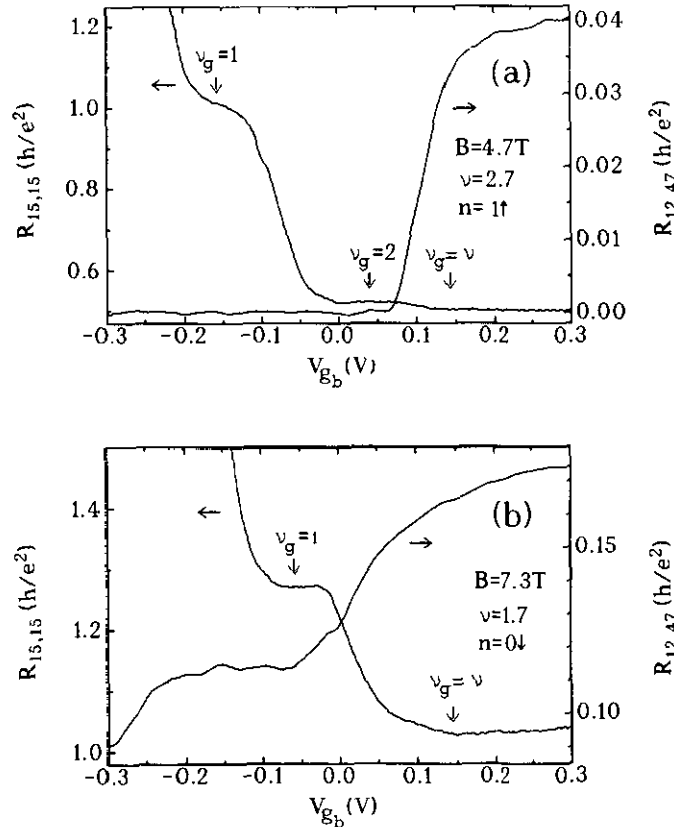 1.2
1.0
0.8
0.6
R15,15 (h/e²)
νg=1
←
(a)
→
B=4.7T
ν=2.7
n= 1↑
νg=2
νg= ν
0.04
0.03
0.02
0.01
0.00
R12,47 (h/e²)
-0.3 -0.2 -0.1 0.0 0.1 0.2 0.3
Vgb (V)
1.4
1.2
1.0
R15,15 (h/e²)
←
νg=1
(b)
→
B=7.3T
ν=1.7
n=0↓
νg= ν
0.15
0.10
R12,47 (h/e²)
-0.3 -0.2 -0.1 0.0 0.1 0.2 0.3
Vgb (V)